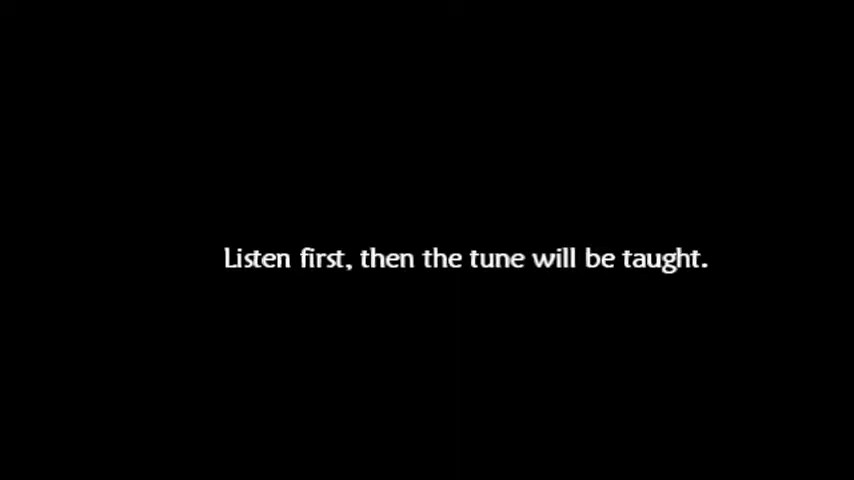 Listen first, then the tune will be taught.